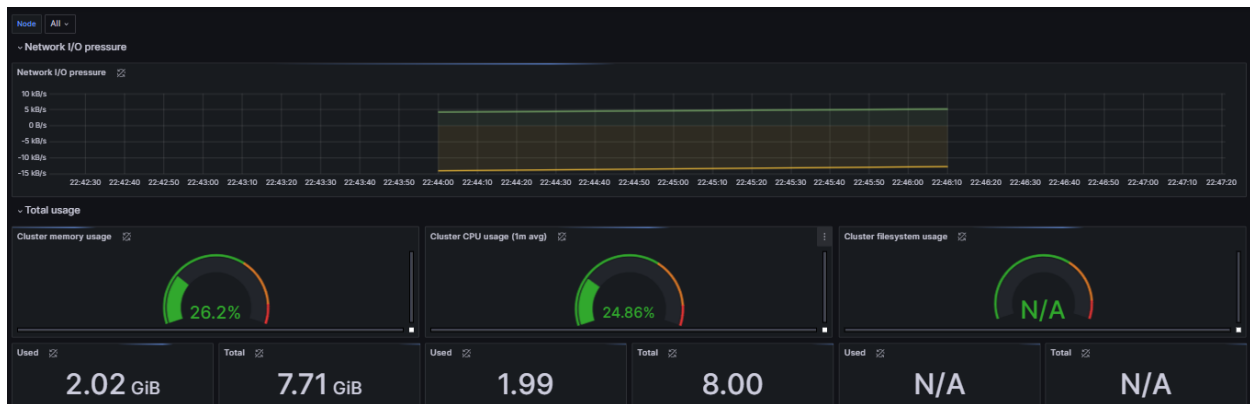 Node All
Network I/O pressure
Network I/O pressure
10 kB/s
5 kB/s
0 B/s
-5 kB/s
-10 kB/s
-15 kB/s
22:42:30 22:42:40 22:42:50 22:43:00 22:43:10 22:43:20 22:43:30 22:43:40 22:43:50 22:44:00 22:44:10 22:44:20 22:44:30 22:44:40 22:44:50 22:45:00 22:45:10 22:45:20 22:45:30 22:45:40 22:45:50 22:46:00 22:46:10 22:46:20 22:46:30 22:46:40 22:46:50 22:47:00 22:47:10 22:47:20
Total usage
Cluster memory usage Cluster CPU usage (1m avg) Cluster filesystem usage
26.2% 24.86% N/A
Used Total Used Total Used Total
2.02 GiB 7.71 GiB 1.99 8.00 N/A N/A